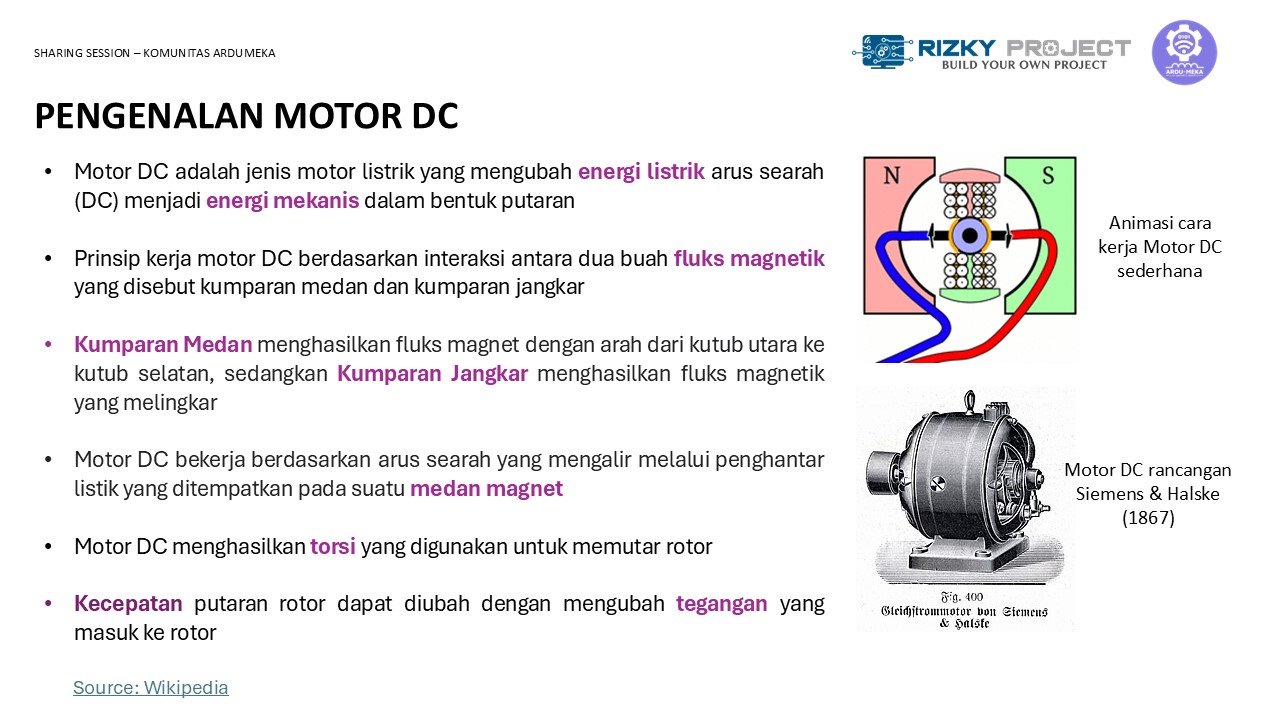 SHARING SESSION – KOMUNITAS ARDUMEKA
RIZKY PROJECT
BUILD YOUR OWN PROJECT
ARDU-MEKA
PENGENALAN MOTOR DC
• Motor DC adalah jenis motor listrik yang mengubah energi listrik arus searah
(DC) menjadi energi mekanis dalam bentuk putaran
• Prinsip kerja motor DC berdasarkan interaksi antara dua buah fluks magnetik
yang disebut kumparan medan dan kumparan jangkar
• Kumparan Medan menghasilkan fluks magnet dengan arah dari kutub utara ke
kutub selatan, sedangkan Kumparan Jangkar menghasilkan fluks magnetik
yang melingkar
• Motor DC bekerja berdasarkan arus searah yang mengalir melalui penghantar
listik yang ditempatkan pada suatu medan magnet
• Motor DC menghasilkan torsi yang digunakan untuk memutar rotor
• Kecepatan putaran rotor dapat diubah dengan mengubah tegangan yang
masuk ke rotor
Source: Wikipedia
N S
Animasi cara
kerja Motor DC
sederhana
Motor DC rancangan
Siemens & Halske
(1867)
Fig. 400
Gleichstrommotor von Siemens
& Halske